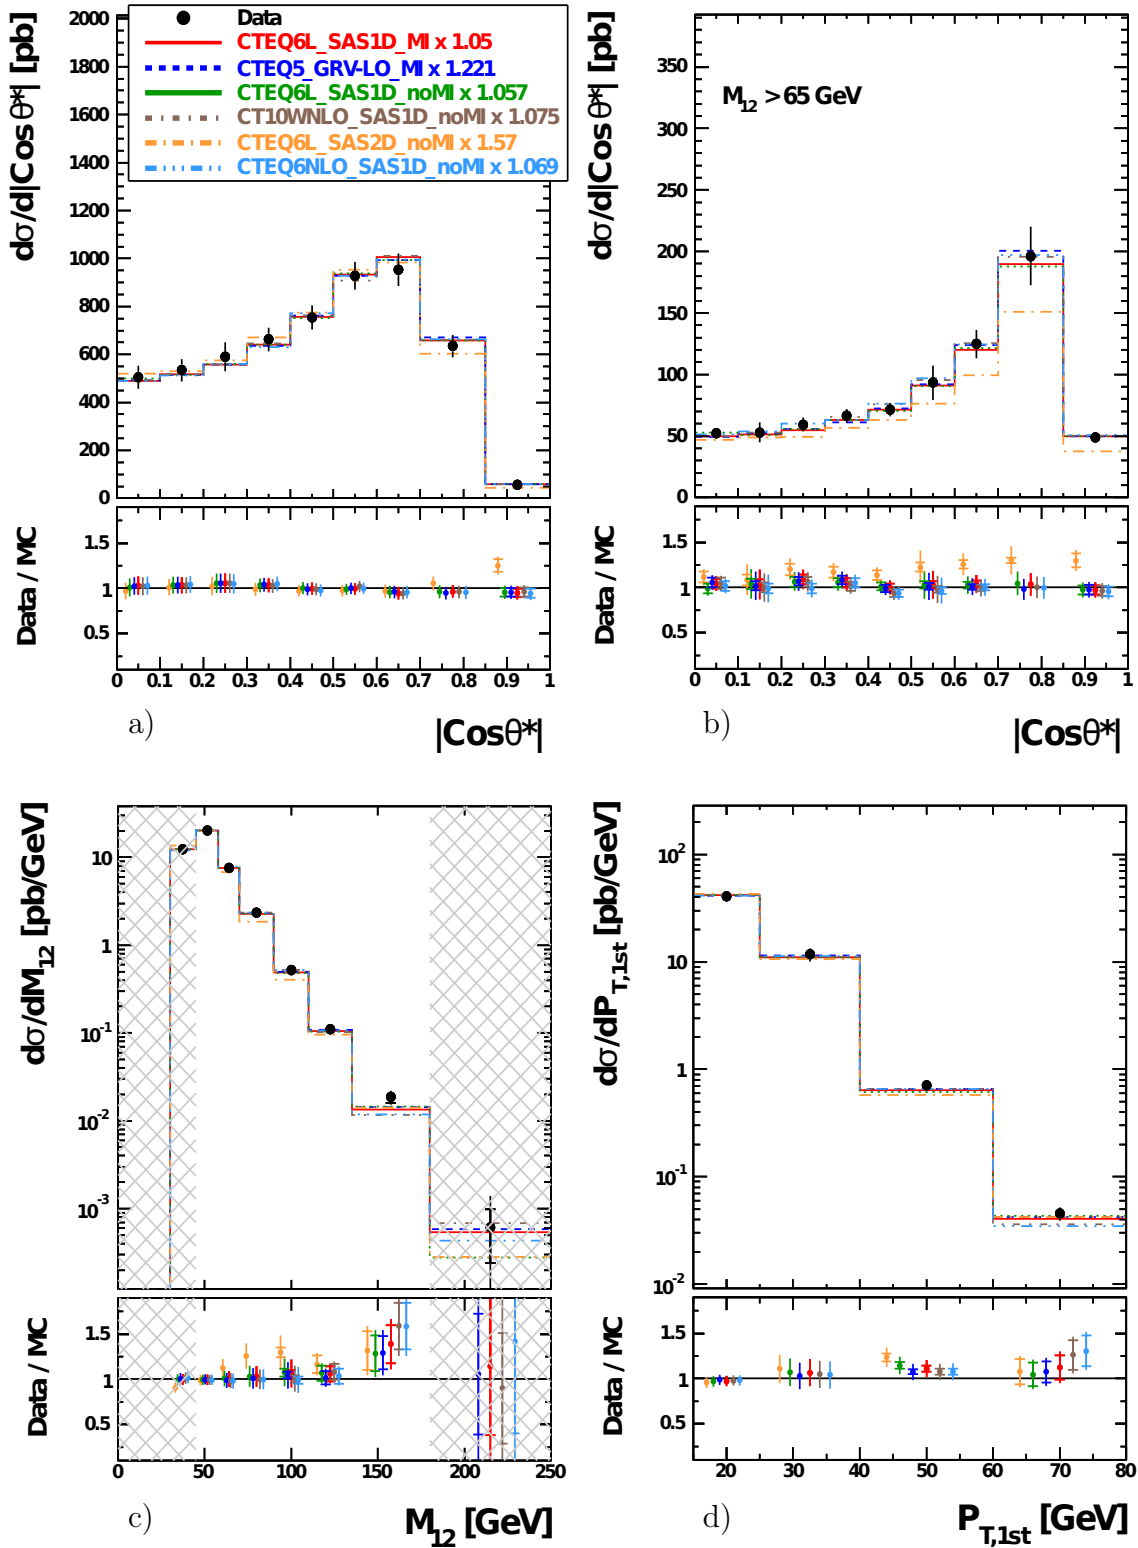 Data
CTEQ6L_SAS1D_MI x 1.05
CTEQ5_GRV-LO_MI x 1.221
CTEQ6L_SAS1D_noMI x 1.057
CT10WNLO_SAS1D_noMI x 1.075
CTEQ6L_SAS2D_noMI x 1.57
CTEQ6NLO_SAS1D_noMI x 1.069
dσ/d|Cosθ*| [pb]
2000
1800
1600
1400
1200
1000
800
600
400
200
0
Data / MC
1.5
1
0.5
0 0.1 0.2 0.3 0.4 0.5 0.6 0.7 0.8 0.9 1
a)
|Cosθ*|
dσ/d|Cosθ*| [pb]
M12 > 65 GeV
350
300
250
200
150
100
50
0
Data / MC
1.5
1
0.5
0 0.1 0.2 0.3 0.4 0.5 0.6 0.7 0.8 0.9 1
b)
|Cosθ*|
dσ/dM12 [pb/GeV]
10
1
10-1
10-2
10-3
Data / MC
1.5
1
0.5
0 50 100 150 200 250
c)
M12 [GeV]
dσ/dPT,1st [pb/GeV]
10²
10
1
10-1
10-2
Data / MC
1.5
1
0.5
20 30 40 50 60 70 80
d)
PT,1st [GeV]